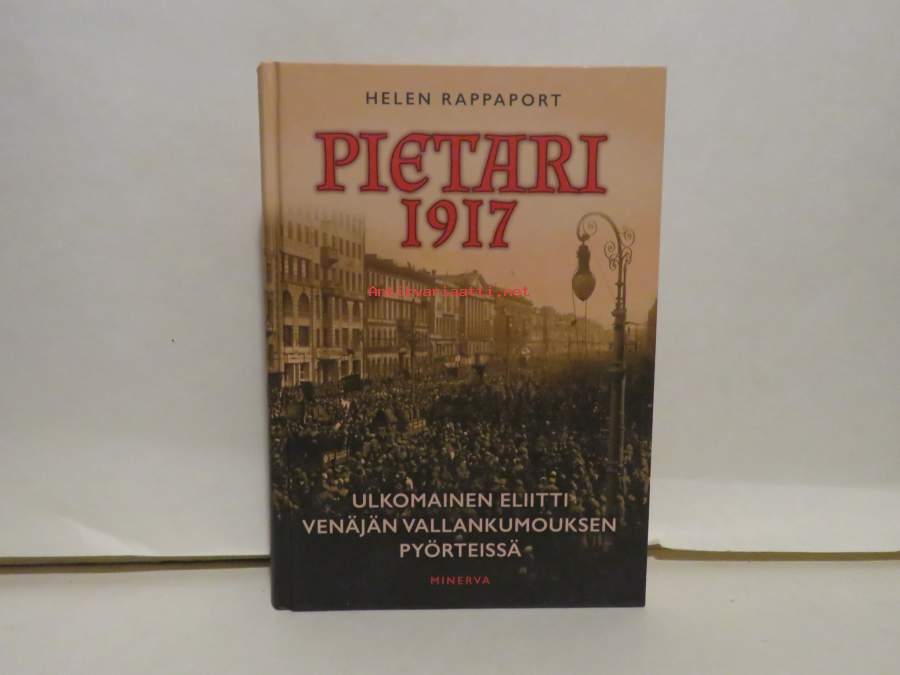 HELEN RAPPAPORT
PIETARI
1917
Antikvariaatti.net
ULKOMAINEN ELIITTI
VENÄJÄN VALLANKUMOUKSEN
PYÖRTEISSÄ
MINERVA